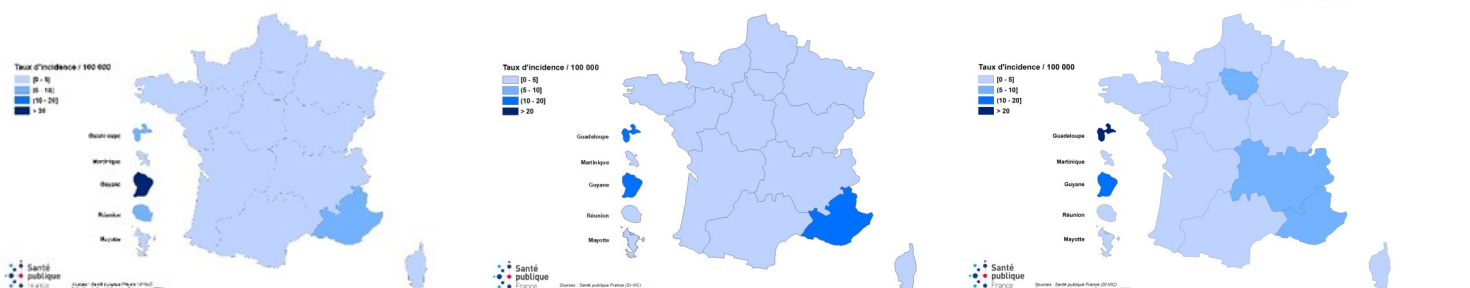 Taux d'incidence / 100 000
[0 - 5]
> 20
Guadeloupe
Martinique
Guyane
Réunion
Mayotte
Santé
publique
France
Taux d'incidence / 100 000
[0 - 5]
(5 - 10]
(10 - 20]
> 20
Guadeloupe
Martinique
Guyane
Réunion
Mayotte
Santé
publique
France
Sources : Santé publique France (SI-VIC)
Taux d'incidence / 100 000
[0 - 5]
(5 - 10]
(10 - 20]
> 20
Guadeloupe
Martinique
Guyane
Réunion
Mayotte
Santé
publique
France
Sources : Santé publique France (SI-VIC)